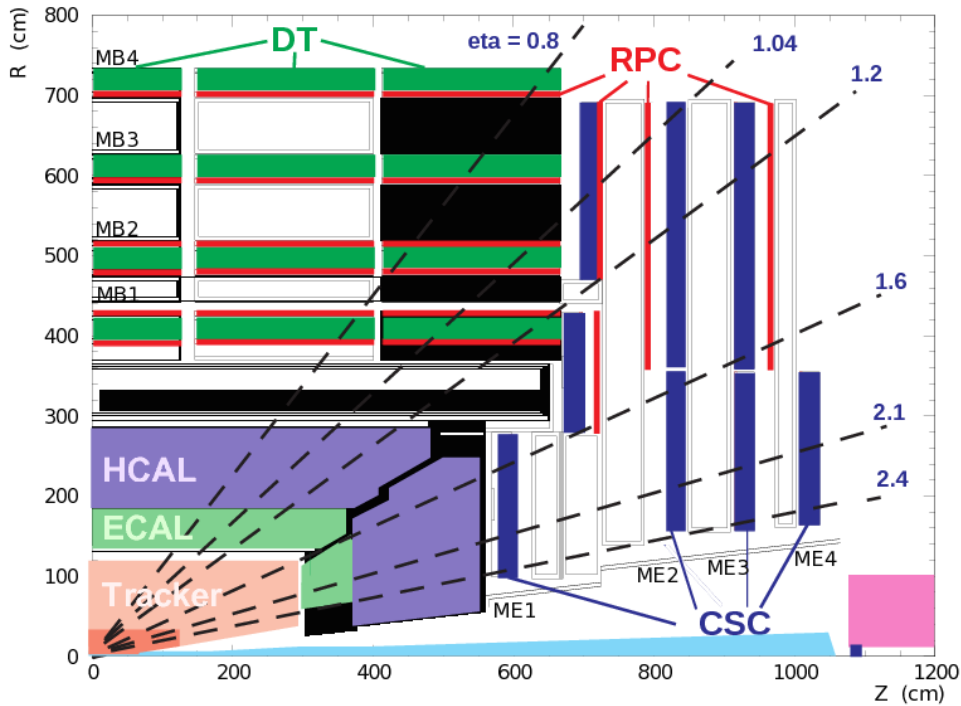 R (cm)
800
700
600
500
400
300
200
100
0
0
200
400
600
800
1000
1200
Z (cm)
DT
eta = 0.8
1.04
1.2
1.6
2.1
2.4
RPC
MB4
MB3
MB2
MB1
HCAL
ECAL
Tracker
ME1
ME2
ME3
ME4
CSC